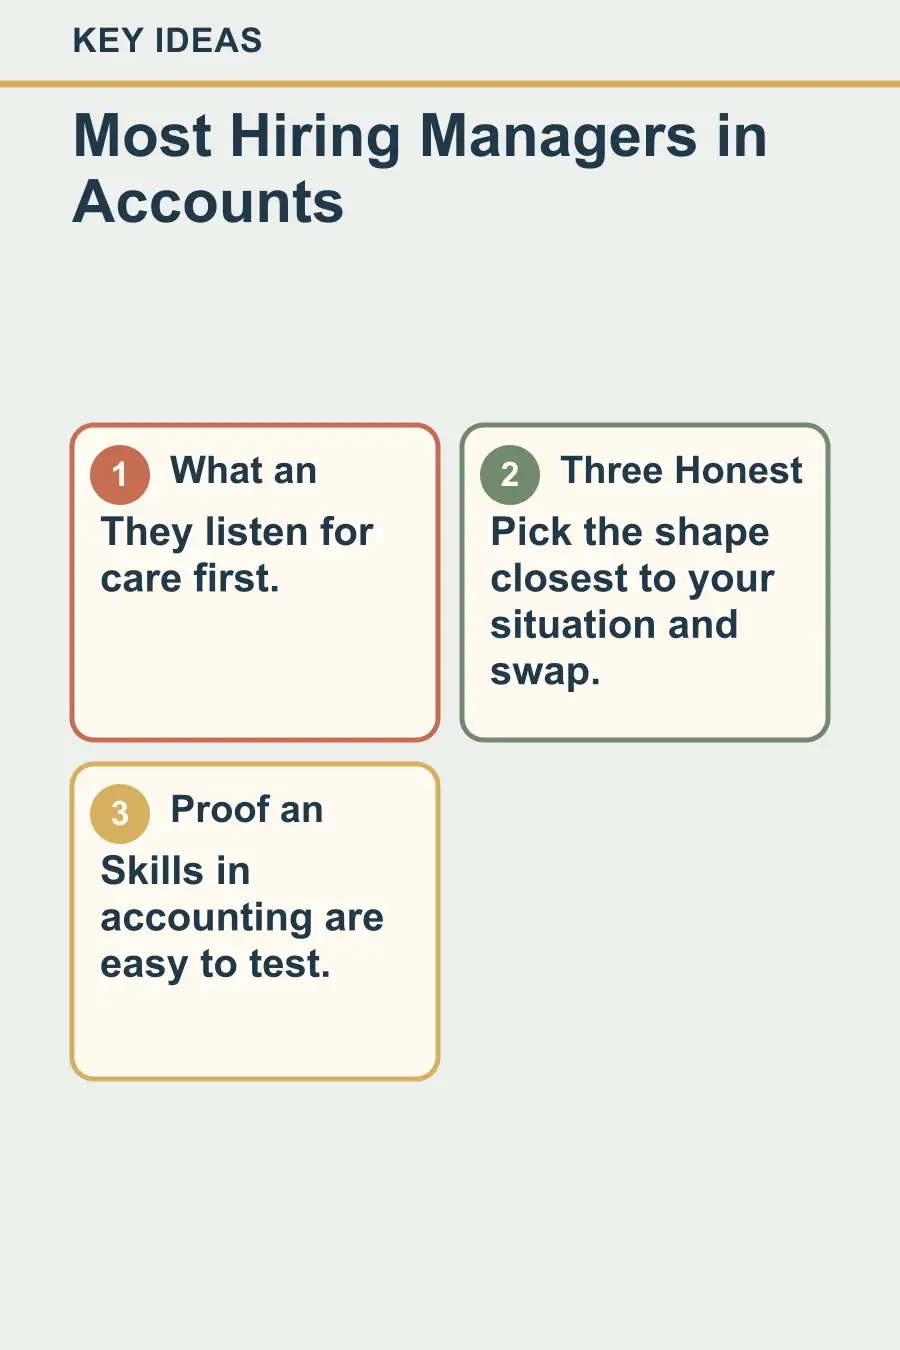 KEY IDEAS
Most Hiring Managers in
Accounts
1 What an
They listen for
care first.
2 Three Honest
Pick the shape
closest to your
situation and
swap.
3 Proof an
Skills in
accounting are
easy to test.